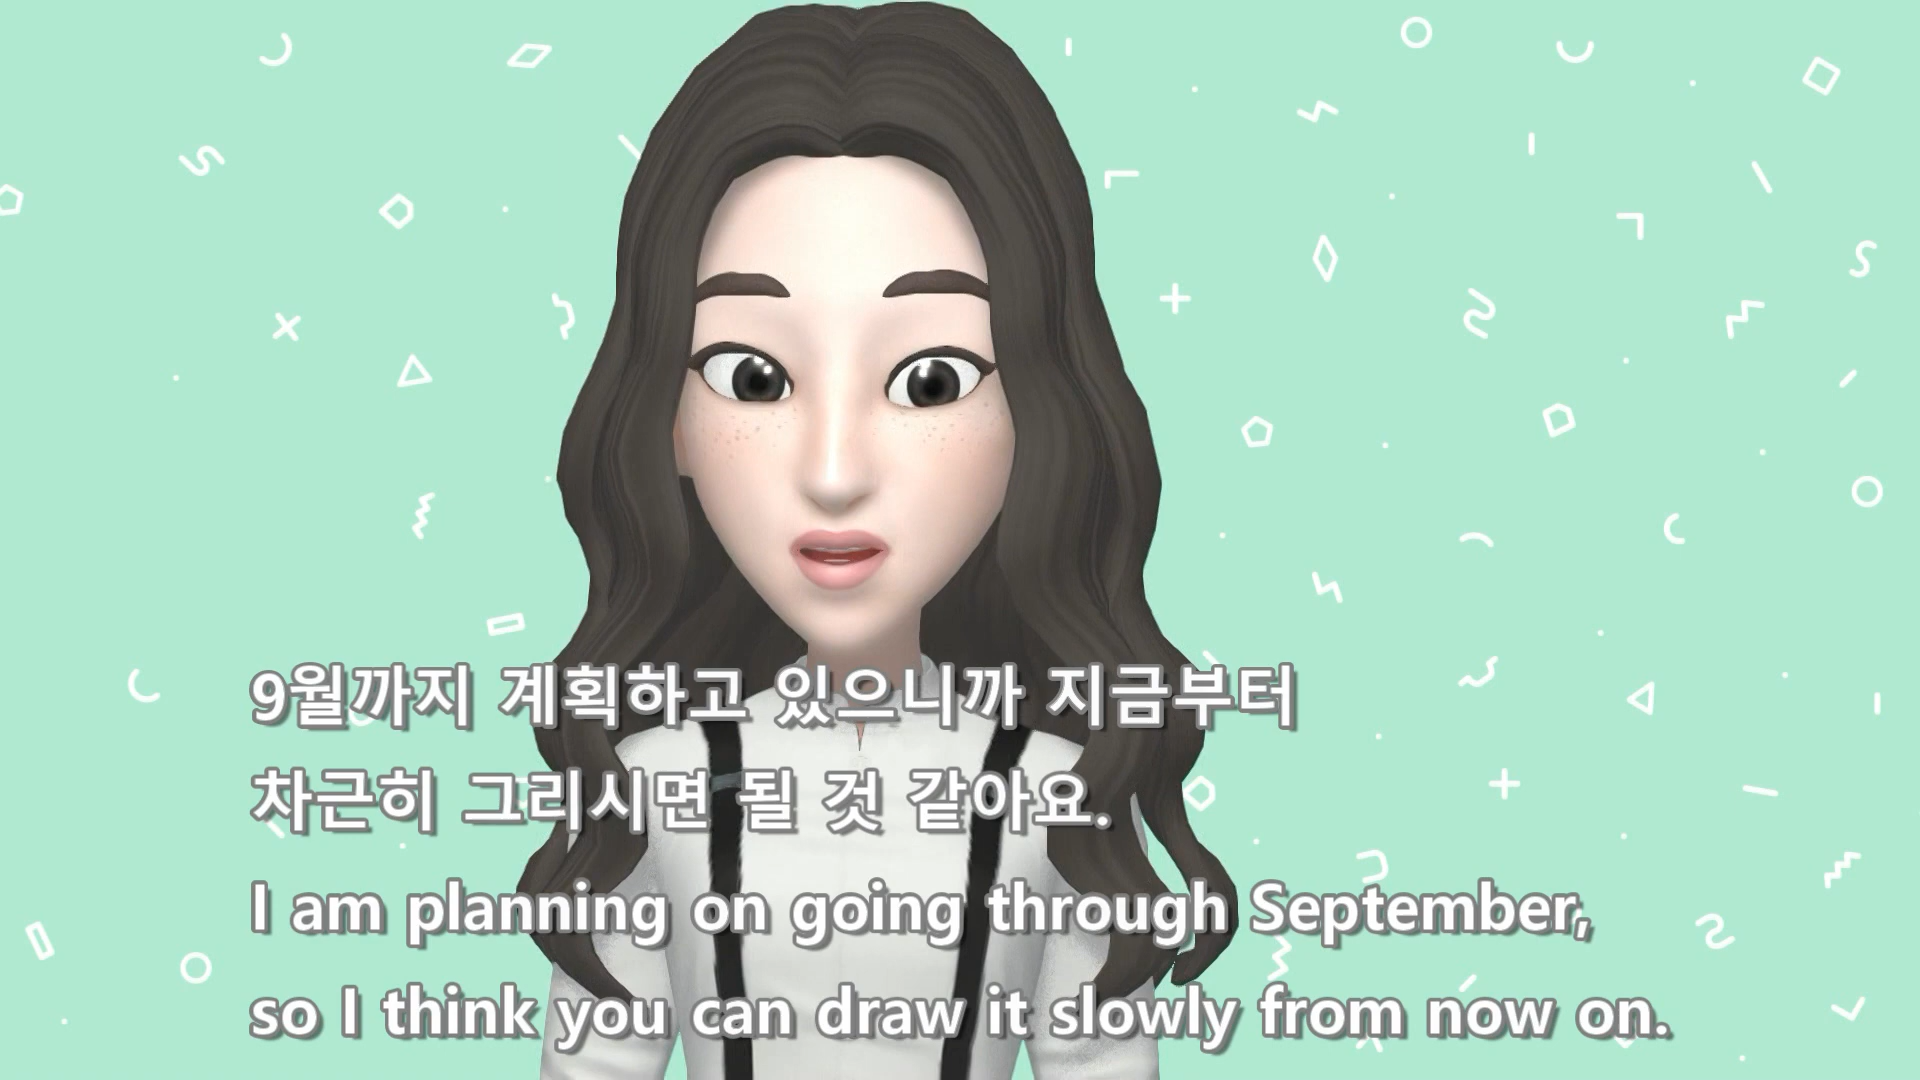 9월까지 계획하고 있으니까 지금부터
차근히 그리시면 될 것 같아요.
I am planning on going through September,
so I think you can draw it slowly from now on.